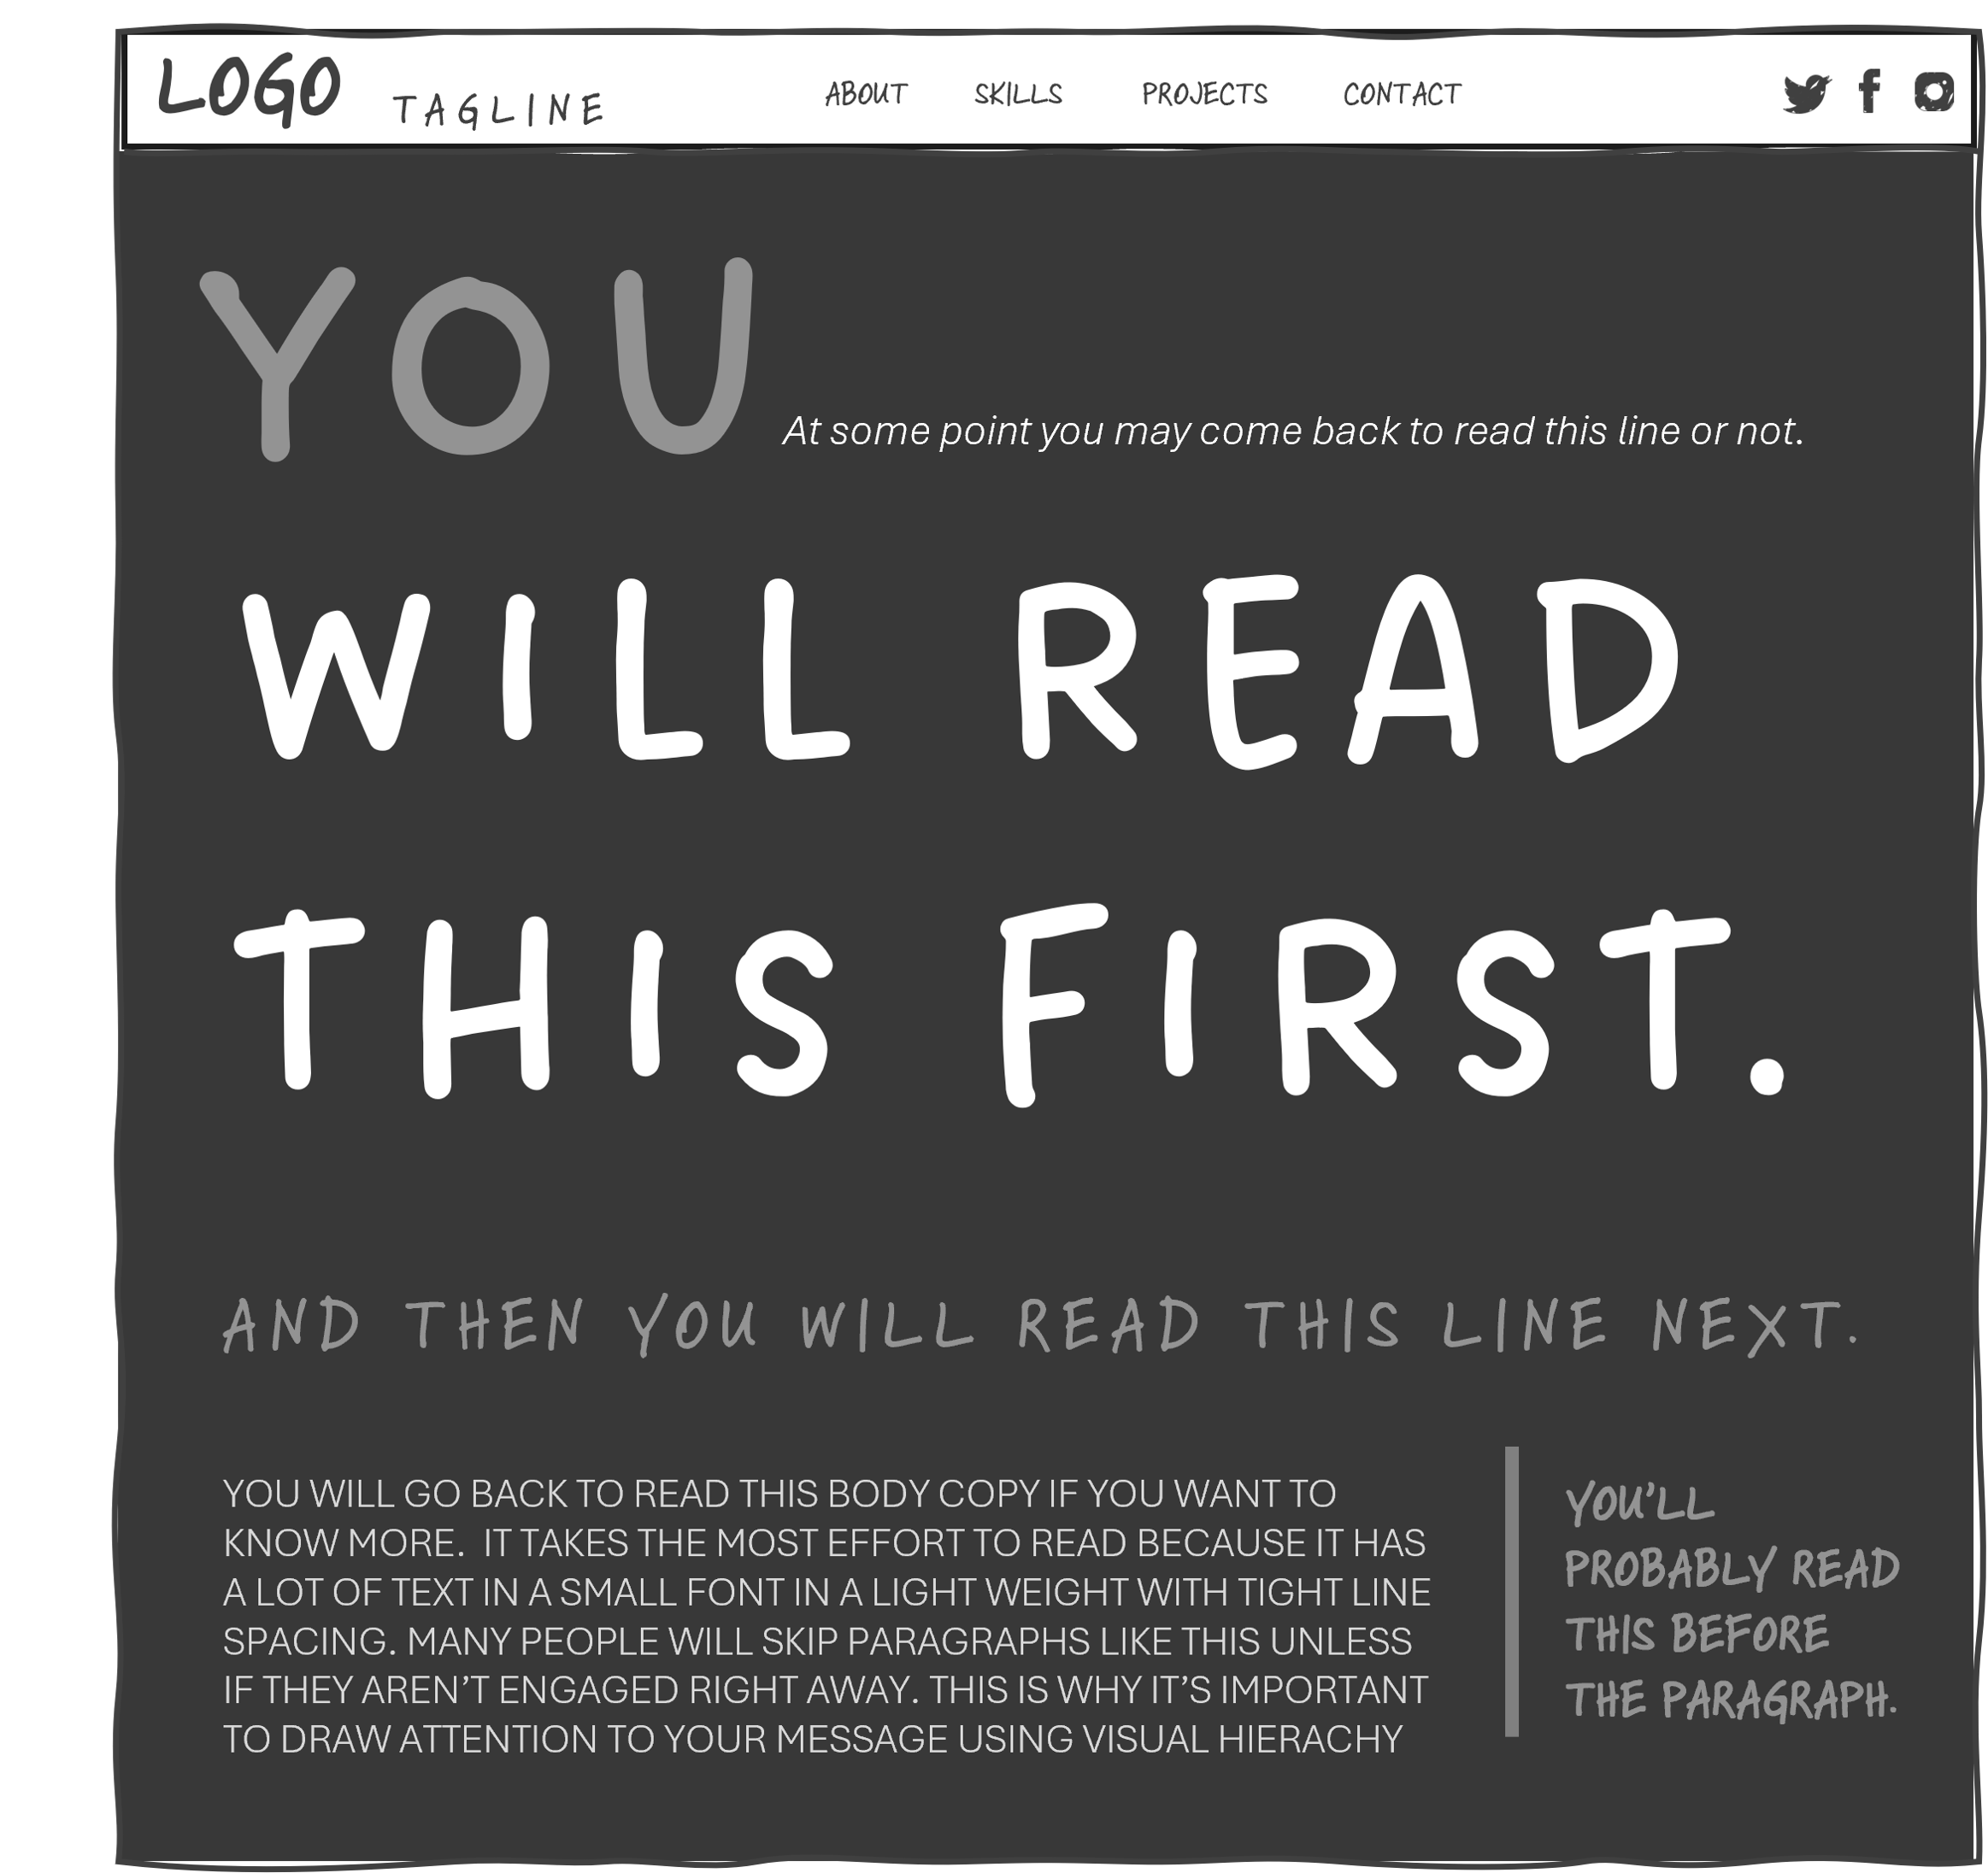 LOGO TAGLINE ABOUT SKILLS PROJECTS CONTACT
YOU At some point you may come back to read this line or not.
WILL READ
THIS FIRST.
AND THEN YOU WILL READ THIS LINE NEXT.
YOU WILL GO BACK TO READ THIS BODY COPY IF YOU WANT TO
KNOW MORE.  IT TAKES THE MOST EFFORT TO READ BECAUSE IT HAS
A LOT OF TEXT IN A SMALL FONT IN A LIGHT WEIGHT WITH TIGHT LINE
SPACING. MANY PEOPLE WILL SKIP PARAGRAPHS LIKE THIS UNLESS
IF THEY AREN’T ENGAGED RIGHT AWAY. THIS IS WHY IT’S IMPORTANT
TO DRAW ATTENTION TO YOUR MESSAGE USING VISUAL HIERACHY
YOU’LL
PROBABLY READ
THIS BEFORE
THE PARAGRAPH.